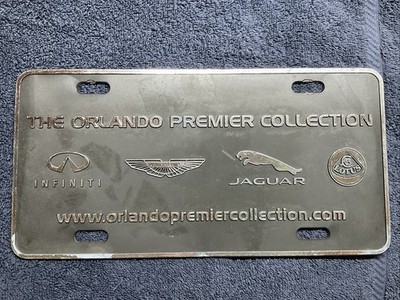 THE ORLANDO PREMIER COLLECTION
INFINITI JAGUAR LOTUS
www.orlandopremiercollection.com